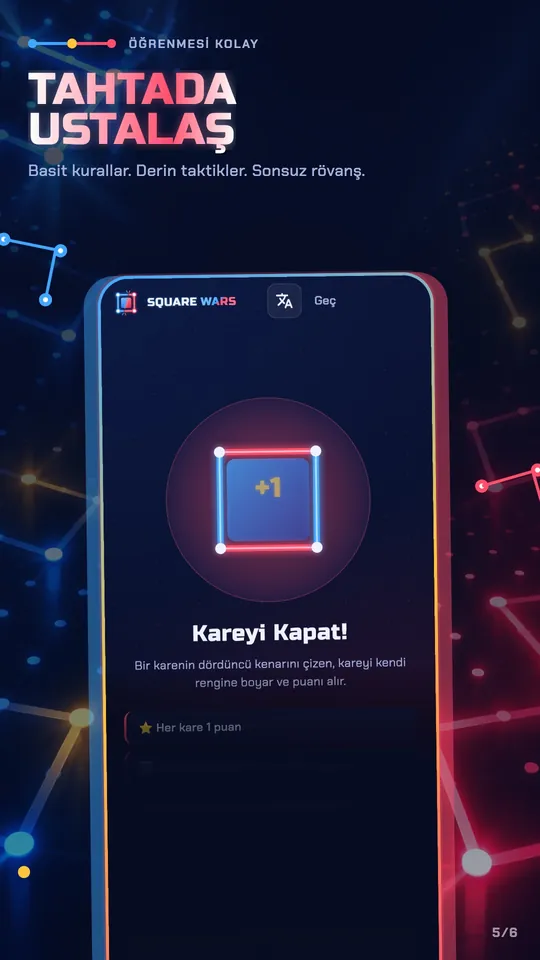 ÖĞRENMESİ KOLAY
TAHTADA
USTALAŞ
Basit kurallar. Derin taktikler. Sonsuz rövanş.
SQUARE WARS
Geç
+1
Kareyi Kapat!
Bir karenin dördüncü kenarını çizen, kareyi kendi
rengine boyar ve puanı alır.
⭐ Her kare 1 puan
5/6